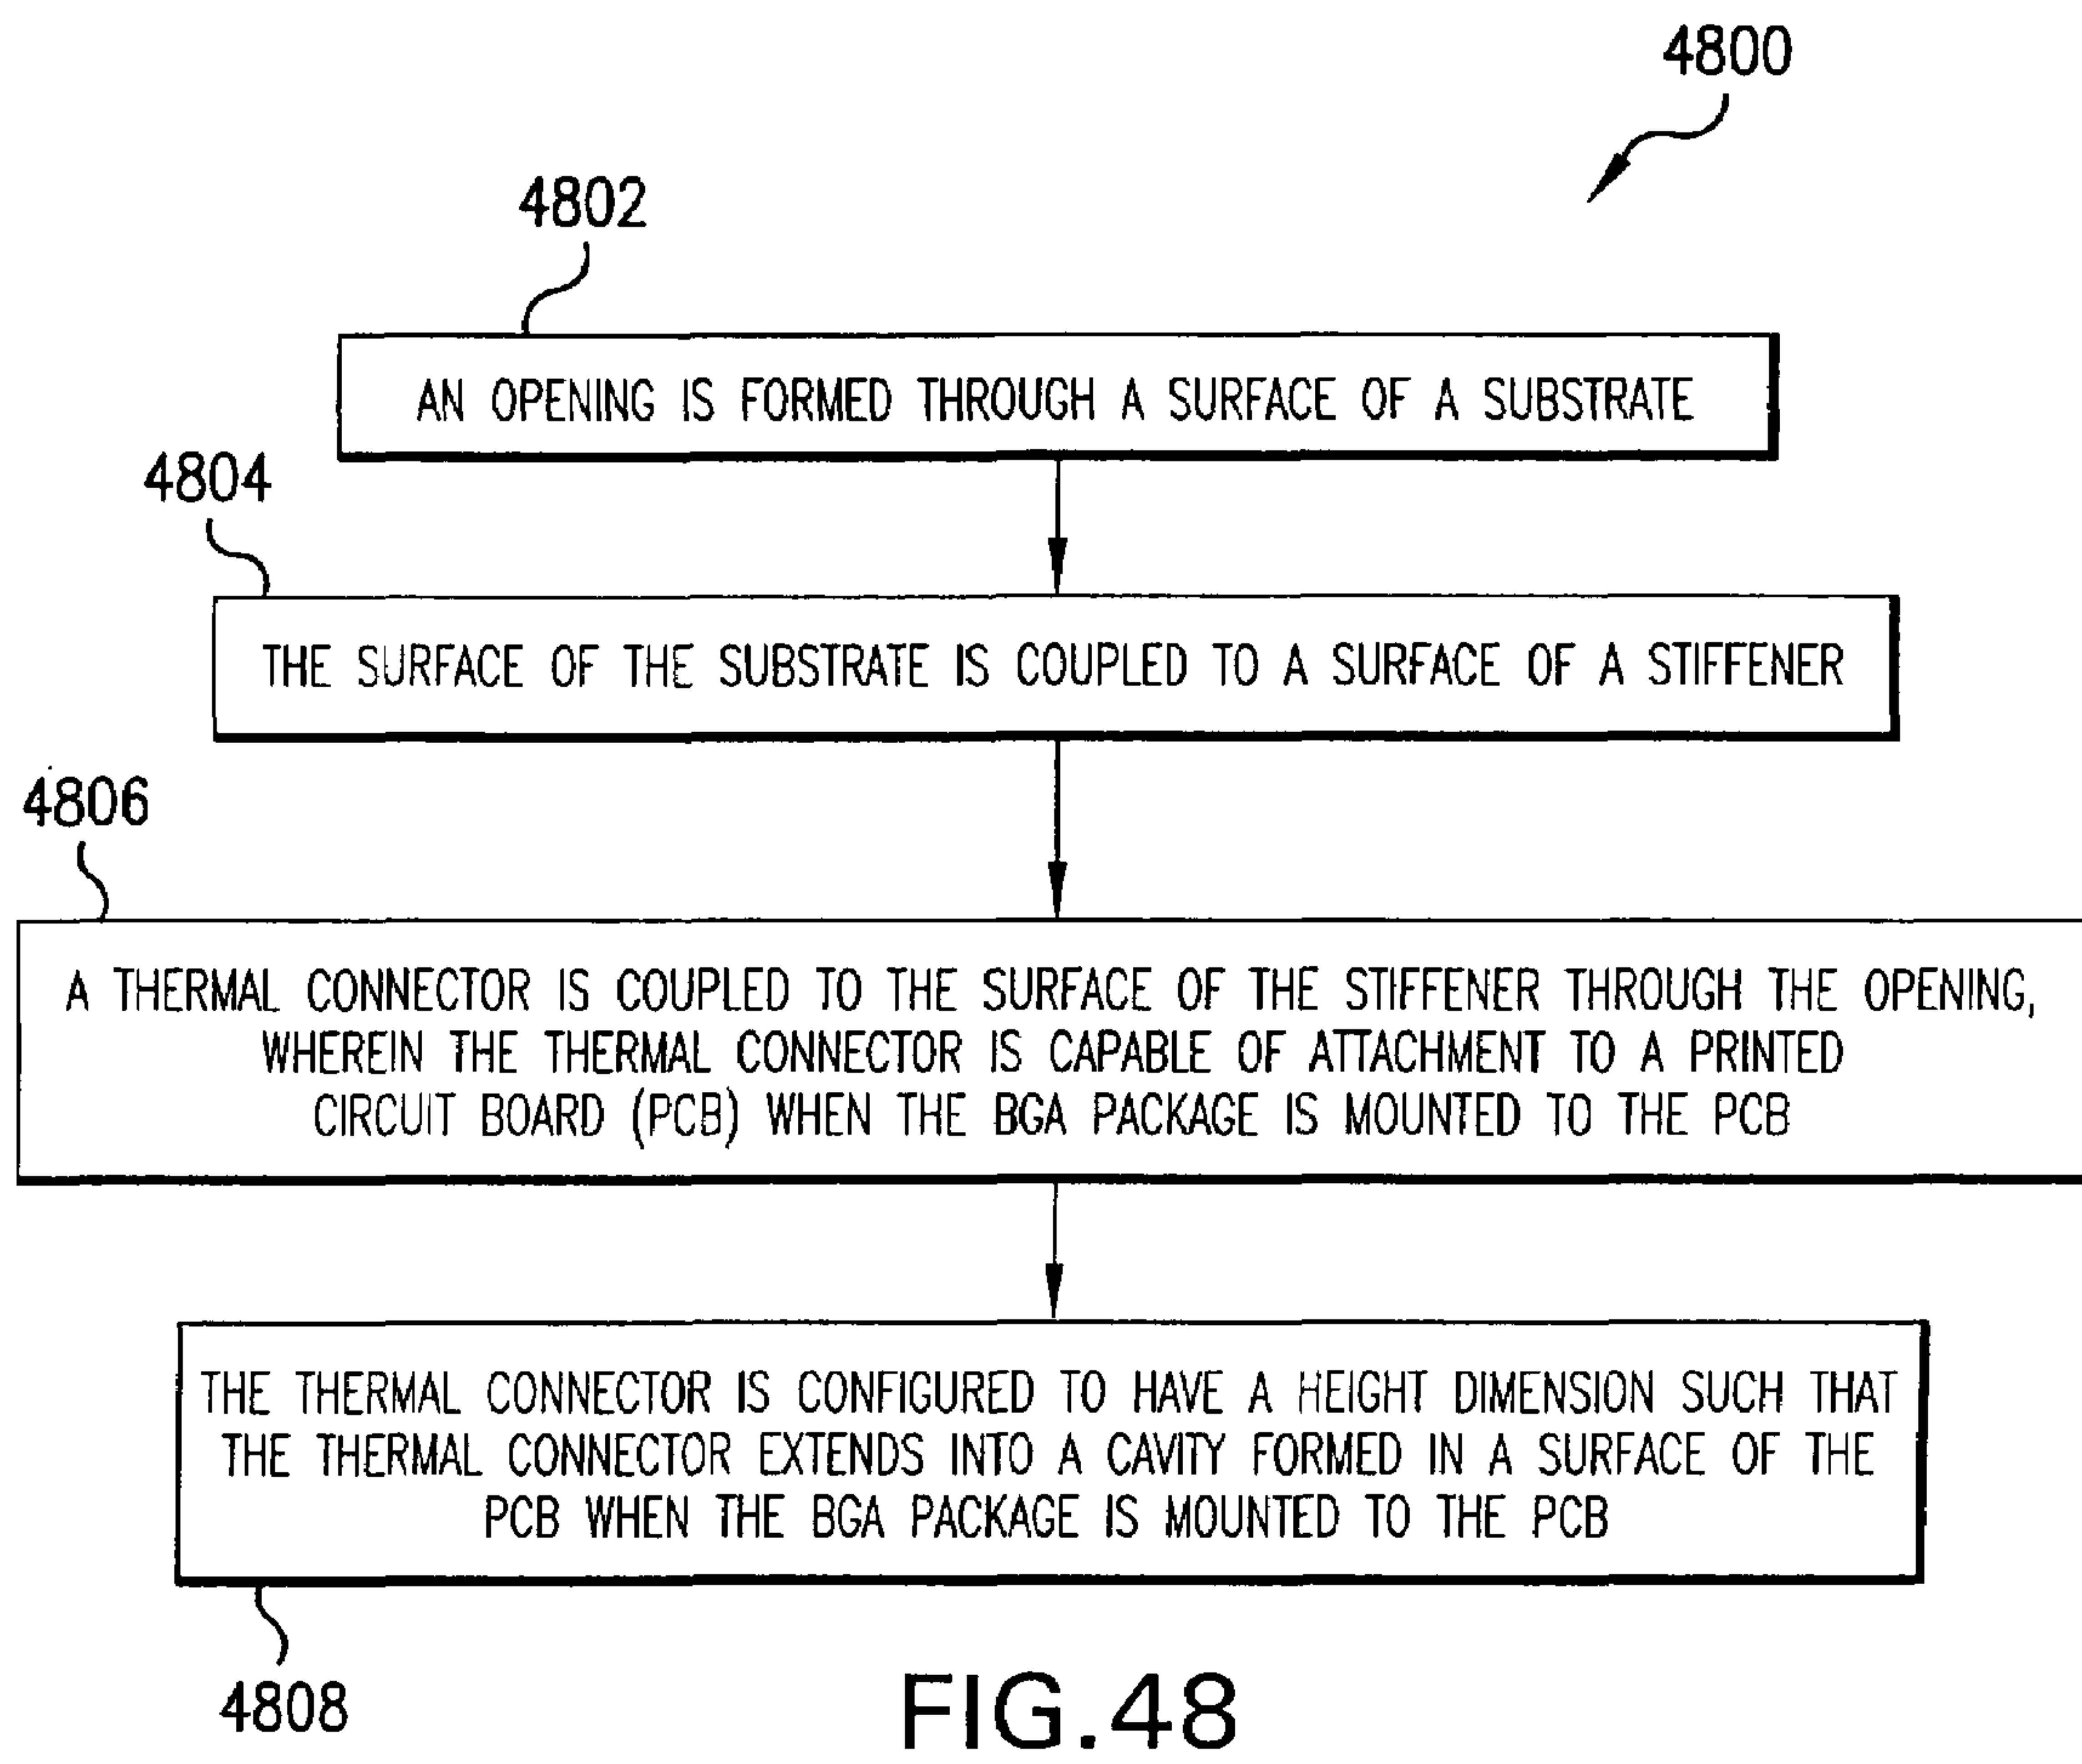 4800
4802
AN OPENING IS FORMED THROUGH A SURFACE OF A SUBSTRATE
4804
THE SURFACE OF THE SUBSTRATE IS COUPLED TO A SURFACE OF A STIFFENER
4806
A THERMAL CONNECTOR IS COUPLED TO THE SURFACE OF THE STIFFENER THROUGH THE OPENING,
WHEREIN THE THERMAL CONNECTOR IS CAPABLE OF ATTACHMENT TO A PRINTED
CIRCUIT BOARD (PCB) WHEN THE BGA PACKAGE IS MOUNTED TO THE PCB
THE THERMAL CONNECTOR IS CONFIGURED TO HAVE A HEIGHT DIMENSION SUCH THAT
THE THERMAL CONNECTOR EXTENDS INTO A CAVITY FORMED IN A SURFACE OF THE
PCB WHEN THE BGA PACKAGE IS MOUNTED TO THE PCB
4808
FIG.48